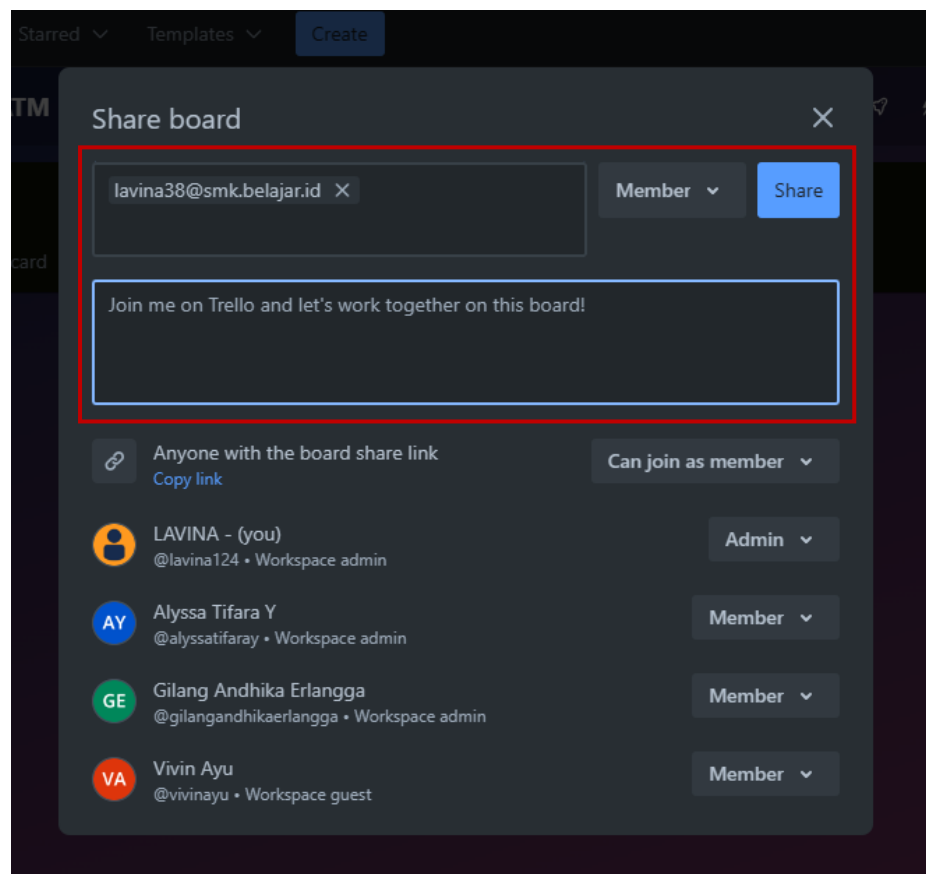 Starred Templates Create
TM
Share board
lavina38@smk.belajar.id Member Share
card
Join me on Trello and let's work together on this board!
Anyone with the board share link
Copy link
Can join as member
LAVINA - (you)
@lavina124 • Workspace admin
Admin
AY
Alyssa Tifara Y
@alyssatifaray • Workspace admin
Member
GE
Gilang Andhika Erlangga
@gilangandhikaerlangga • Workspace admin
Member
VA
Vivin Ayu
@vivinayu • Workspace guest
Member